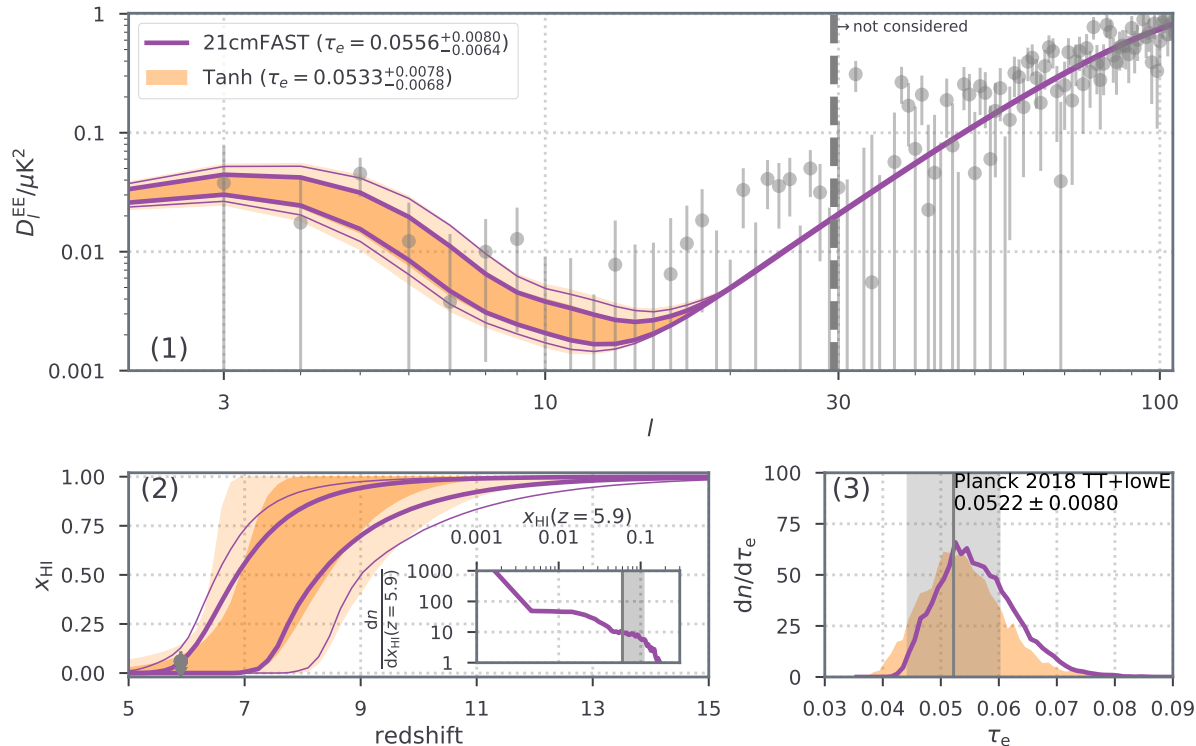 1
21cmFAST (τₑ = 0.0556⁺⁰·⁰⁰⁸⁰₋₀.₀₀₆₄)
Tanh (τₑ = 0.0533⁺⁰·⁰⁰⁷⁸₋₀.₀₀₆₈)
→ not considered
0.1
0.01
0.001
D_l^EE/μK²
(1)
3 10 30 100
l
(2)
1.00
0.75
0.50
0.25
0.00
x_HI
x_HI(z = 5.9)
0.001 0.01 0.1
1000
100
10
1
dn
dx_HI(z = 5.9)
5 7 9 11 13 15
redshift
(3)
Planck 2018 TT+lowE
0.0522 ± 0.0080
100
75
50
25
0
dn/dτₑ
0.03 0.04 0.05 0.06 0.07 0.08 0.09
τₑ